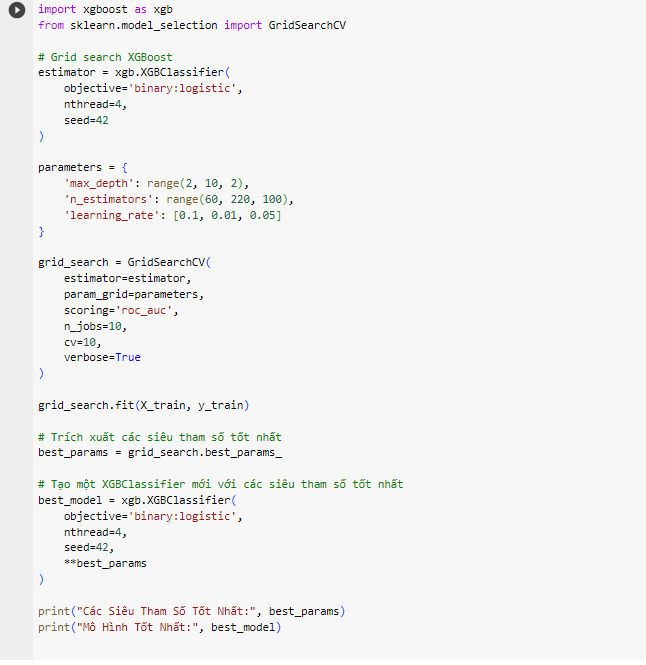 import xgboost as xgb
from sklearn.model_selection import GridSearchCV
# Grid search XGBoost
estimator = xgb.XGBClassifier(
    objective='binary:logistic',
    nthread=4,
    seed=42
)
parameters = {
    'max_depth': range(2, 10, 2),
    'n_estimators': range(60, 220, 100),
    'learning_rate': [0.1, 0.01, 0.05]
}
grid_search = GridSearchCV(
    estimator=estimator,
    param_grid=parameters,
    scoring='roc_auc',
    n_jobs=10,
    cv=10,
    verbose=True
)
grid_search.fit(X_train, y_train)
# Trích xuất các siêu tham số tốt nhất
best_params = grid_search.best_params_
# Tạo một XGBClassifier mới với các siêu tham số tốt nhất
best_model = xgb.XGBClassifier(
    objective='binary:logistic',
    nthread=4,
    seed=42,
    **best_params
)
print("Các Siêu Tham Số Tốt Nhất:", best_params)
print("Mô Hình Tốt Nhất:", best_model)